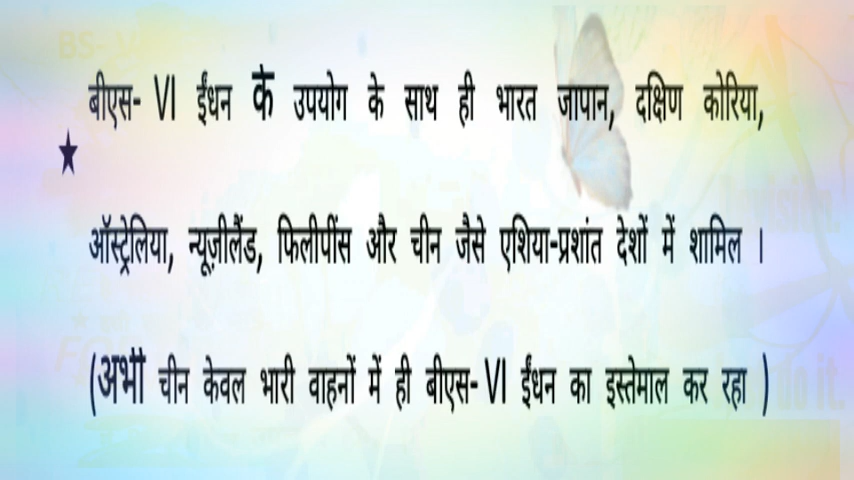 बीएस- VI ईंधन के उपयोग के साथ ही भारत जापान, दक्षिण कोरिया,
★
ऑस्ट्रेलिया, न्यूज़ीलैंड, फिलीपींस और चीन जैसे एशिया-प्रशांत देशों में शामिल ।
(अभी चीन केवल भारी वाहनों में ही बीएस- VI ईंधन का इस्तेमाल कर रहा )